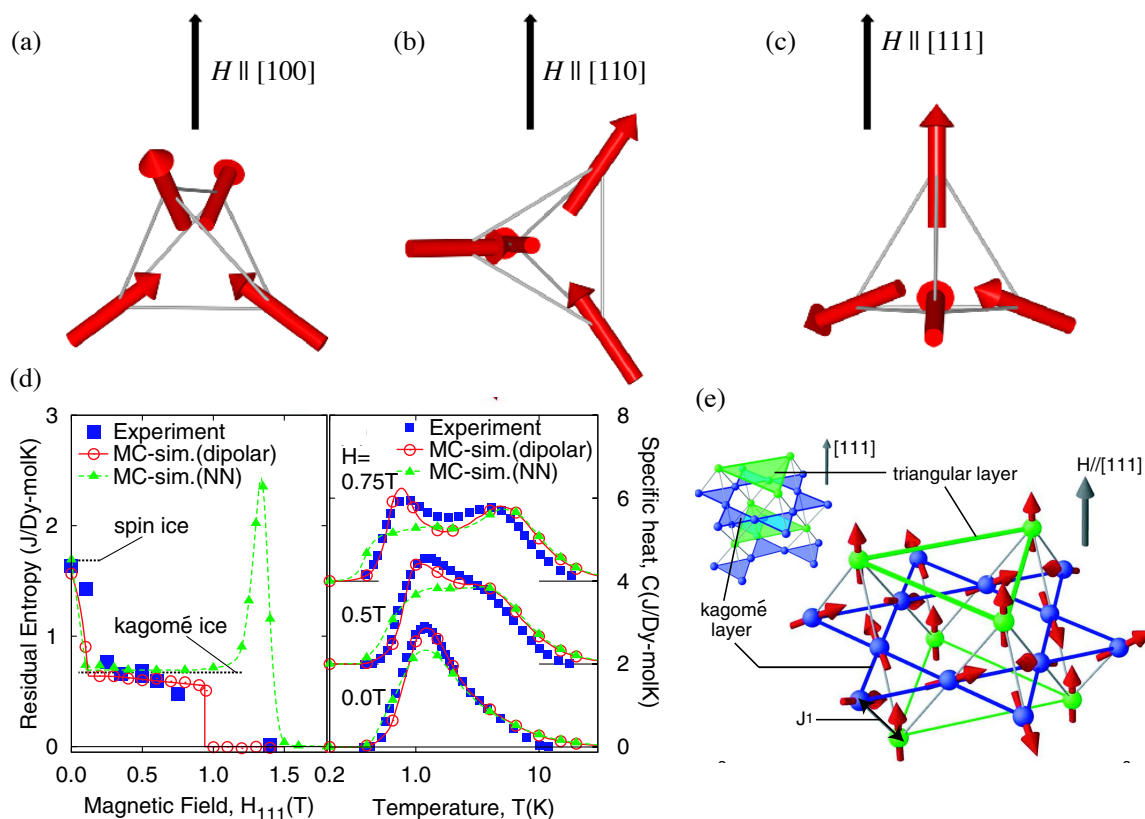 (a)
H || [100]
(b)
H || [110]
(c)
H || [111]
(d)
3
2
1
0
Residual Entropy (J/Dy-molK)
Experiment
MC-sim.(dipolar)
MC-sim.(NN)
spin ice
kagomé ice
0.0
0.5
1.0
1.5
Magnetic Field, H111(T)
Experiment
MC-sim.(dipolar)
MC-sim.(NN)
H=
0.75T
0.5T
0.0T
0.2
1.0
10
Temperature, T(K)
8
6
4
2
0
Specific heat, C(J/Dy-molK)
(e)
[111]
triangular layer
H//[111]
kagomé
layer
J1